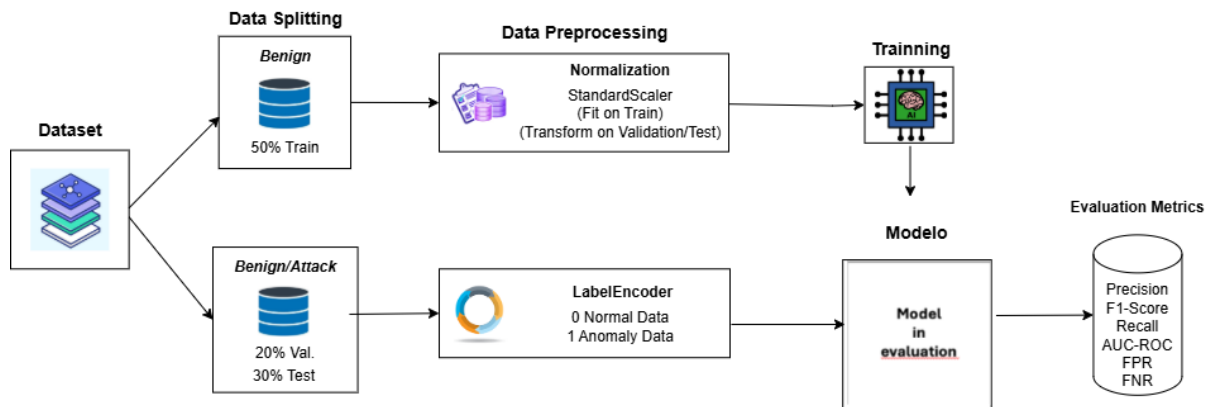 Data Splitting
Benign
50% Train
Data Preprocessing
Normalization
StandardScaler
(Fit on Train)
(Transform on Validation/Test)
Trainning
AI
Dataset
Benign/Attack
20% Val.
30% Test
LabelEncoder
0 Normal Data
1 Anomaly Data
Modelo
Model
in
evaluation
Evaluation Metrics
Precision
F1-Score
Recall
AUC-ROC
FPR
FNR